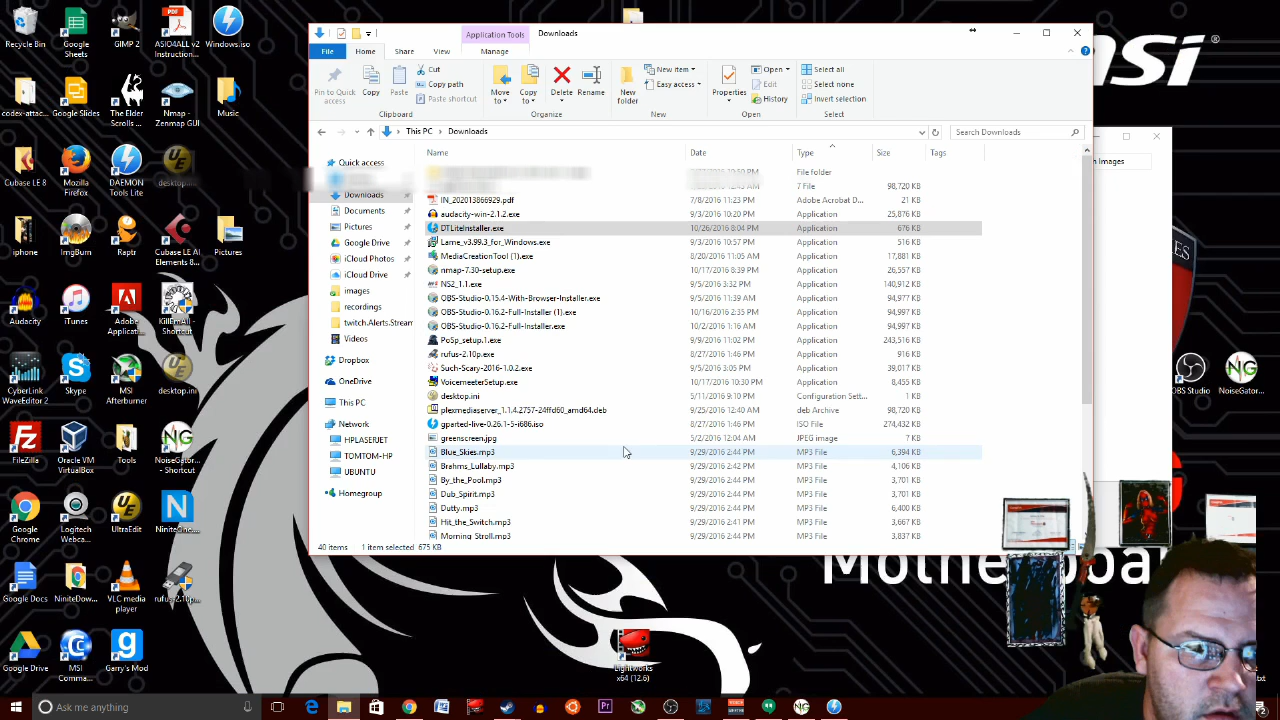 Recycle Bin
Google Sheets
GIMP 2
ASIO4ALL v2 Instruction...
Windows.iso
codex-attac...
Google Slides
The Elder Scrolls ...
Nmap - Zenmap GUI
Music
Cubase LE 8
Mozilla Firefox
DAEMON Tools Lite
desktop.ini
iphone
ImgBurn
Raptr
Cubase LE AI
Pictures
Audacity
iTunes
Adobe Applicati...
KillEmAll - Shortcut
CyberLink WaveEditor 2
Skype
MSI Afterburner
desktop.ini
FileZilla
Oracle VM VirtualBox
Tools
NoiseGator - Shortcut
Google Chrome
Logitech Webca...
UltraEdit
NiniteOne...
Google Docs
NiniteDow...
VLC media player
rufus-2.10p...
Google Drive
MSI Comma...
Garry's Mod
Application Tools
Downloads
File
Home
Share
View
Manage
Pin to Quick access
Copy
Paste
Cut
Copy path
Paste shortcut
Clipboard
Move to
Copy to
Delete
Rename
Organize
New folder
New item
Easy access
New
Properties
Open
Edit
History
Open
Select all
Select none
Invert selection
Select
This PC
Downloads
Search Downloads
Quick access
Downloads
Documents
Pictures
Google Drive
iCloud Photos
iCloud Drive
images
recordings
twitch.Alerts.Stream
Videos
Dropbox
OneDrive
This PC
Network
HPLASERJET
TOMTOM-HP
UBUNTU
Homegroup
Name Date Type Size Tags
File folder
7 File 98,720 KB
IN_202013866929.pdf 7/8/2016 11:23 PM Adobe Acrobat D... 21 KB
audacity-win-2.1.2.exe 9/3/2016 10:20 PM Application 25,876 KB
DTLiteInstaller.exe 10/26/2016 8:04 PM Application 676 KB
Lame_v3.99.3_for_Windows.exe 9/3/2016 10:57 PM Application 516 KB
MediaCreationTool (1).exe 8/20/2016 11:05 AM Application 17,881 KB
nmap-7.30-setup.exe 10/17/2016 8:39 PM Application 26,557 KB
NS2_1.1.exe 9/5/2016 3:32 PM Application 140,912 KB
OBS-Studio-0.15.4-With-Browser-Installer.exe 9/5/2016 11:39 AM Application 94,977 KB
OBS-Studio-0.16.2-Full-Installer (1).exe 10/16/2016 2:35 PM Application 94,997 KB
OBS-Studio-0.16.2-Full-Installer.exe 10/2/2016 1:16 AM Application 94,997 KB
PoSp_setup.1.exe 9/9/2016 11:02 PM Application 243,516 KB
rufus-2.10p.exe 8/27/2016 1:46 PM Application 916 KB
Such-Scary-2016-1.0.2.exe 9/5/2016 3:05 PM Application 39,017 KB
VoicemeeterSetup.exe 10/17/2016 10:30 PM Application 8,455 KB
desktop.ini 5/11/2016 9:10 PM Configuration Sett... 1 KB
plexmediaserver_1.1.4.2757-24ffd60_amd64.deb 9/25/2016 12:40 AM deb Archive 98,720 KB
gparted-live-0.26.1-5-i686.iso 8/27/2016 1:46 PM ISO File 274,432 KB
greenscreen.jpg 5/2/2016 12:04 AM JPEG image 7 KB
Blue_Skies.mp3 9/29/2016 2:44 PM MP3 File 6,394 KB
Brahms_Lullaby.mp3 9/29/2016 2:42 PM MP3 File 4,106 KB
By_the_Pool.mp3 9/29/2016 2:44 PM MP3 File 3,701 KB
Dub_Spirit.mp3 9/29/2016 2:44 PM MP3 File 3,701 KB
Dutty.mp3 9/29/2016 2:44 PM MP3 File 6,400 KB
Hit_the_Switch.mp3 9/29/2016 2:41 PM MP3 File 3,667 KB
Morning_Stroll.mp3 9/29/2016 2:44 PM MP3 File 3,837 KB
40 items 1 item selected 675 KB
n Images
OBS Studio
NoiseGator...
msi
®
Motherboa
Lightworks x64 (12.6)
Ask me anything
.txt